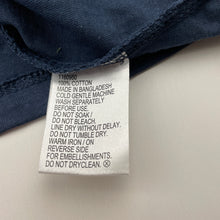 100% COTTON
MADE IN BANGLADESH
COLD GENTLE MACHINE
WASH SEPARATELY
BEFORE USE.
DO NOT SOAK /
DO NOT BLEACH.
LINE DRY WITHOUT DELAY.
DO NOT TUMBLE DRY.
WARM IRON / ON
REVERSE SIDE
FOR EMBELLISHMENTS.
DO NOT DRYCLEAN.